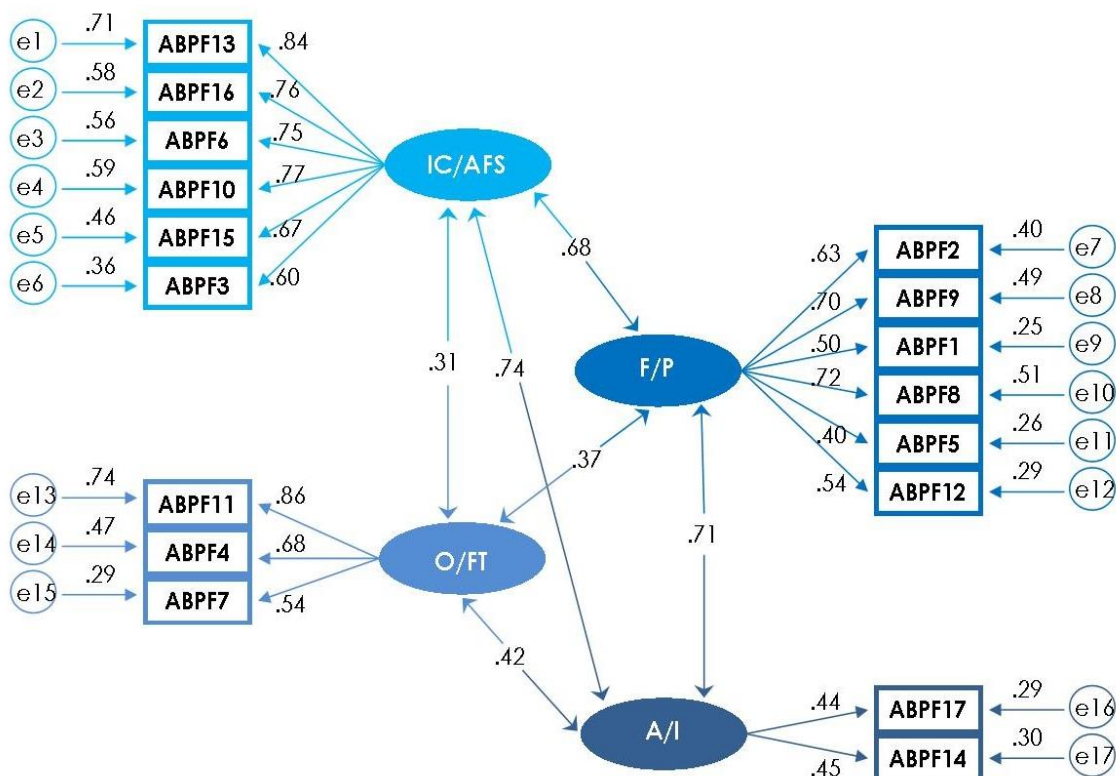 e1 .71 ABPF13 .84
e2 .58 ABPF16 .76
e3 .56 ABPF6 .75
e4 .59 ABPF10 .77
e5 .46 ABPF15 .67
e6 .36 ABPF3 .60
IC/AFS
.68
.31
.74
F/P
.63 ABPF2 .40 e7
.70 ABPF9 .49 e8
.50 ABPF1 .25 e9
.72 ABPF8 .51 e10
.40 ABPF5 .26 e11
.54 ABPF12 .29 e12
.37
.71
e13 .74 ABPF11 .86
e14 .47 ABPF4 .68
e15 .29 ABPF7 .54
O/FT
.42
A/I
.44 ABPF17 .29 e16
.45 ABPF14 .30 e17